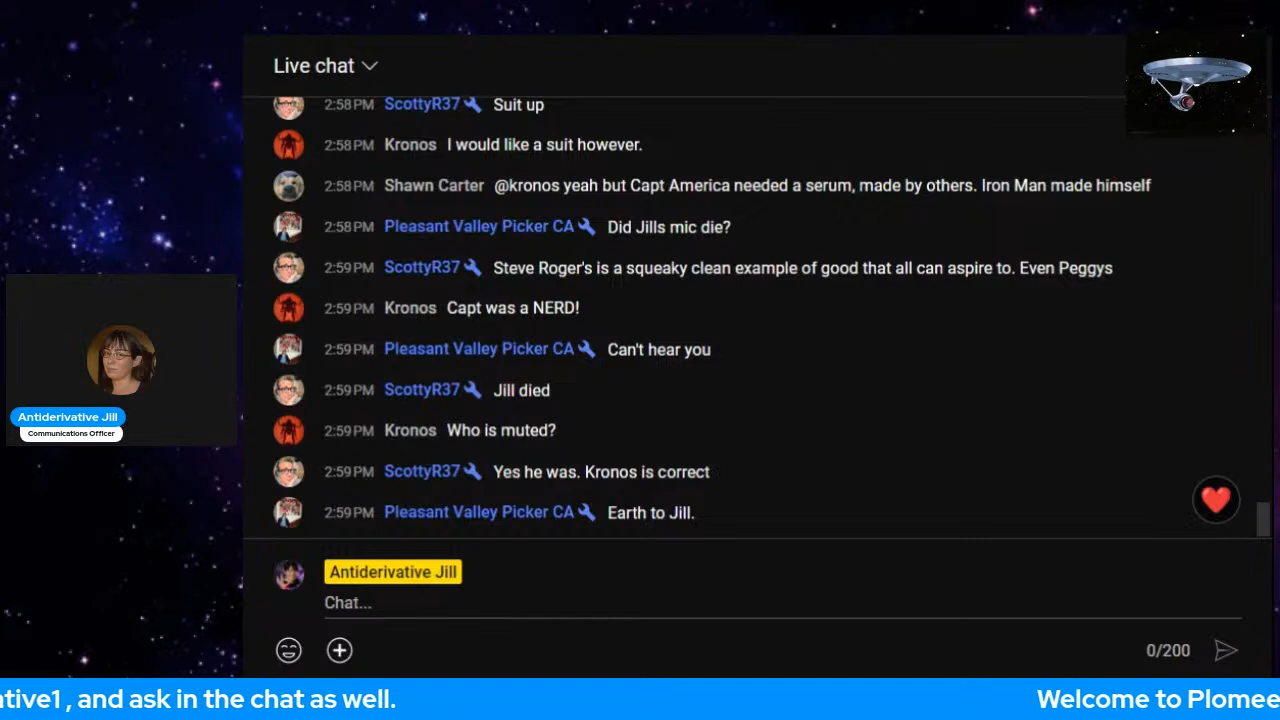 Live chat
2:58 PM ScottyR37 Suit up
2:58 PM Kronos I would like a suit however.
2:58 PM Shawn Carter @kronos yeah but Capt America needed a serum, made by others. Iron Man made himself
2:58 PM Pleasant Valley Picker CA Did Jills mic die?
2:59 PM ScottyR37 Steve Roger's is a squeaky clean example of good that all can aspire to. Even Peggys
2:59 PM Kronos Capt was a NERD!
2:59 PM Pleasant Valley Picker CA Can't hear you
2:59 PM ScottyR37 Jill died
2:59 PM Kronos Who is muted?
2:59 PM ScottyR37 Yes he was. Kronos is correct
2:59 PM Pleasant Valley Picker CA Earth to Jill.
Antiderivative Jill
Communications Officer
Antiderivative Jill
Chat...
0/200
ative1 , and ask in the chat as well.
Welcome to Plomee